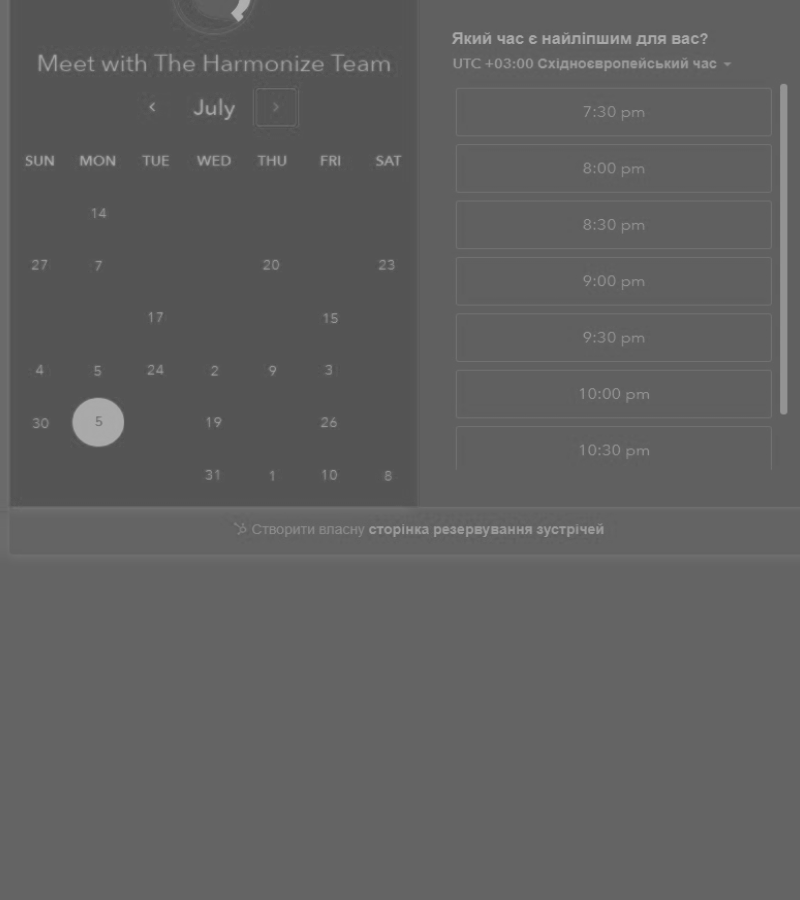 Meet with The Harmonize Team
July
SUN MON TUE WED THU FRI SAT
14
27 7 20 23
17 15
4 5 24 2 9 3
30 5 19 26
31 1 10 8
Який час є найліпшим для вас?
UTC +03:00 Східноєвропейський час
7:30 pm
8:00 pm
8:30 pm
9:00 pm
9:30 pm
10:00 pm
10:30 pm
Створити власну сторінка резервування зустрічей